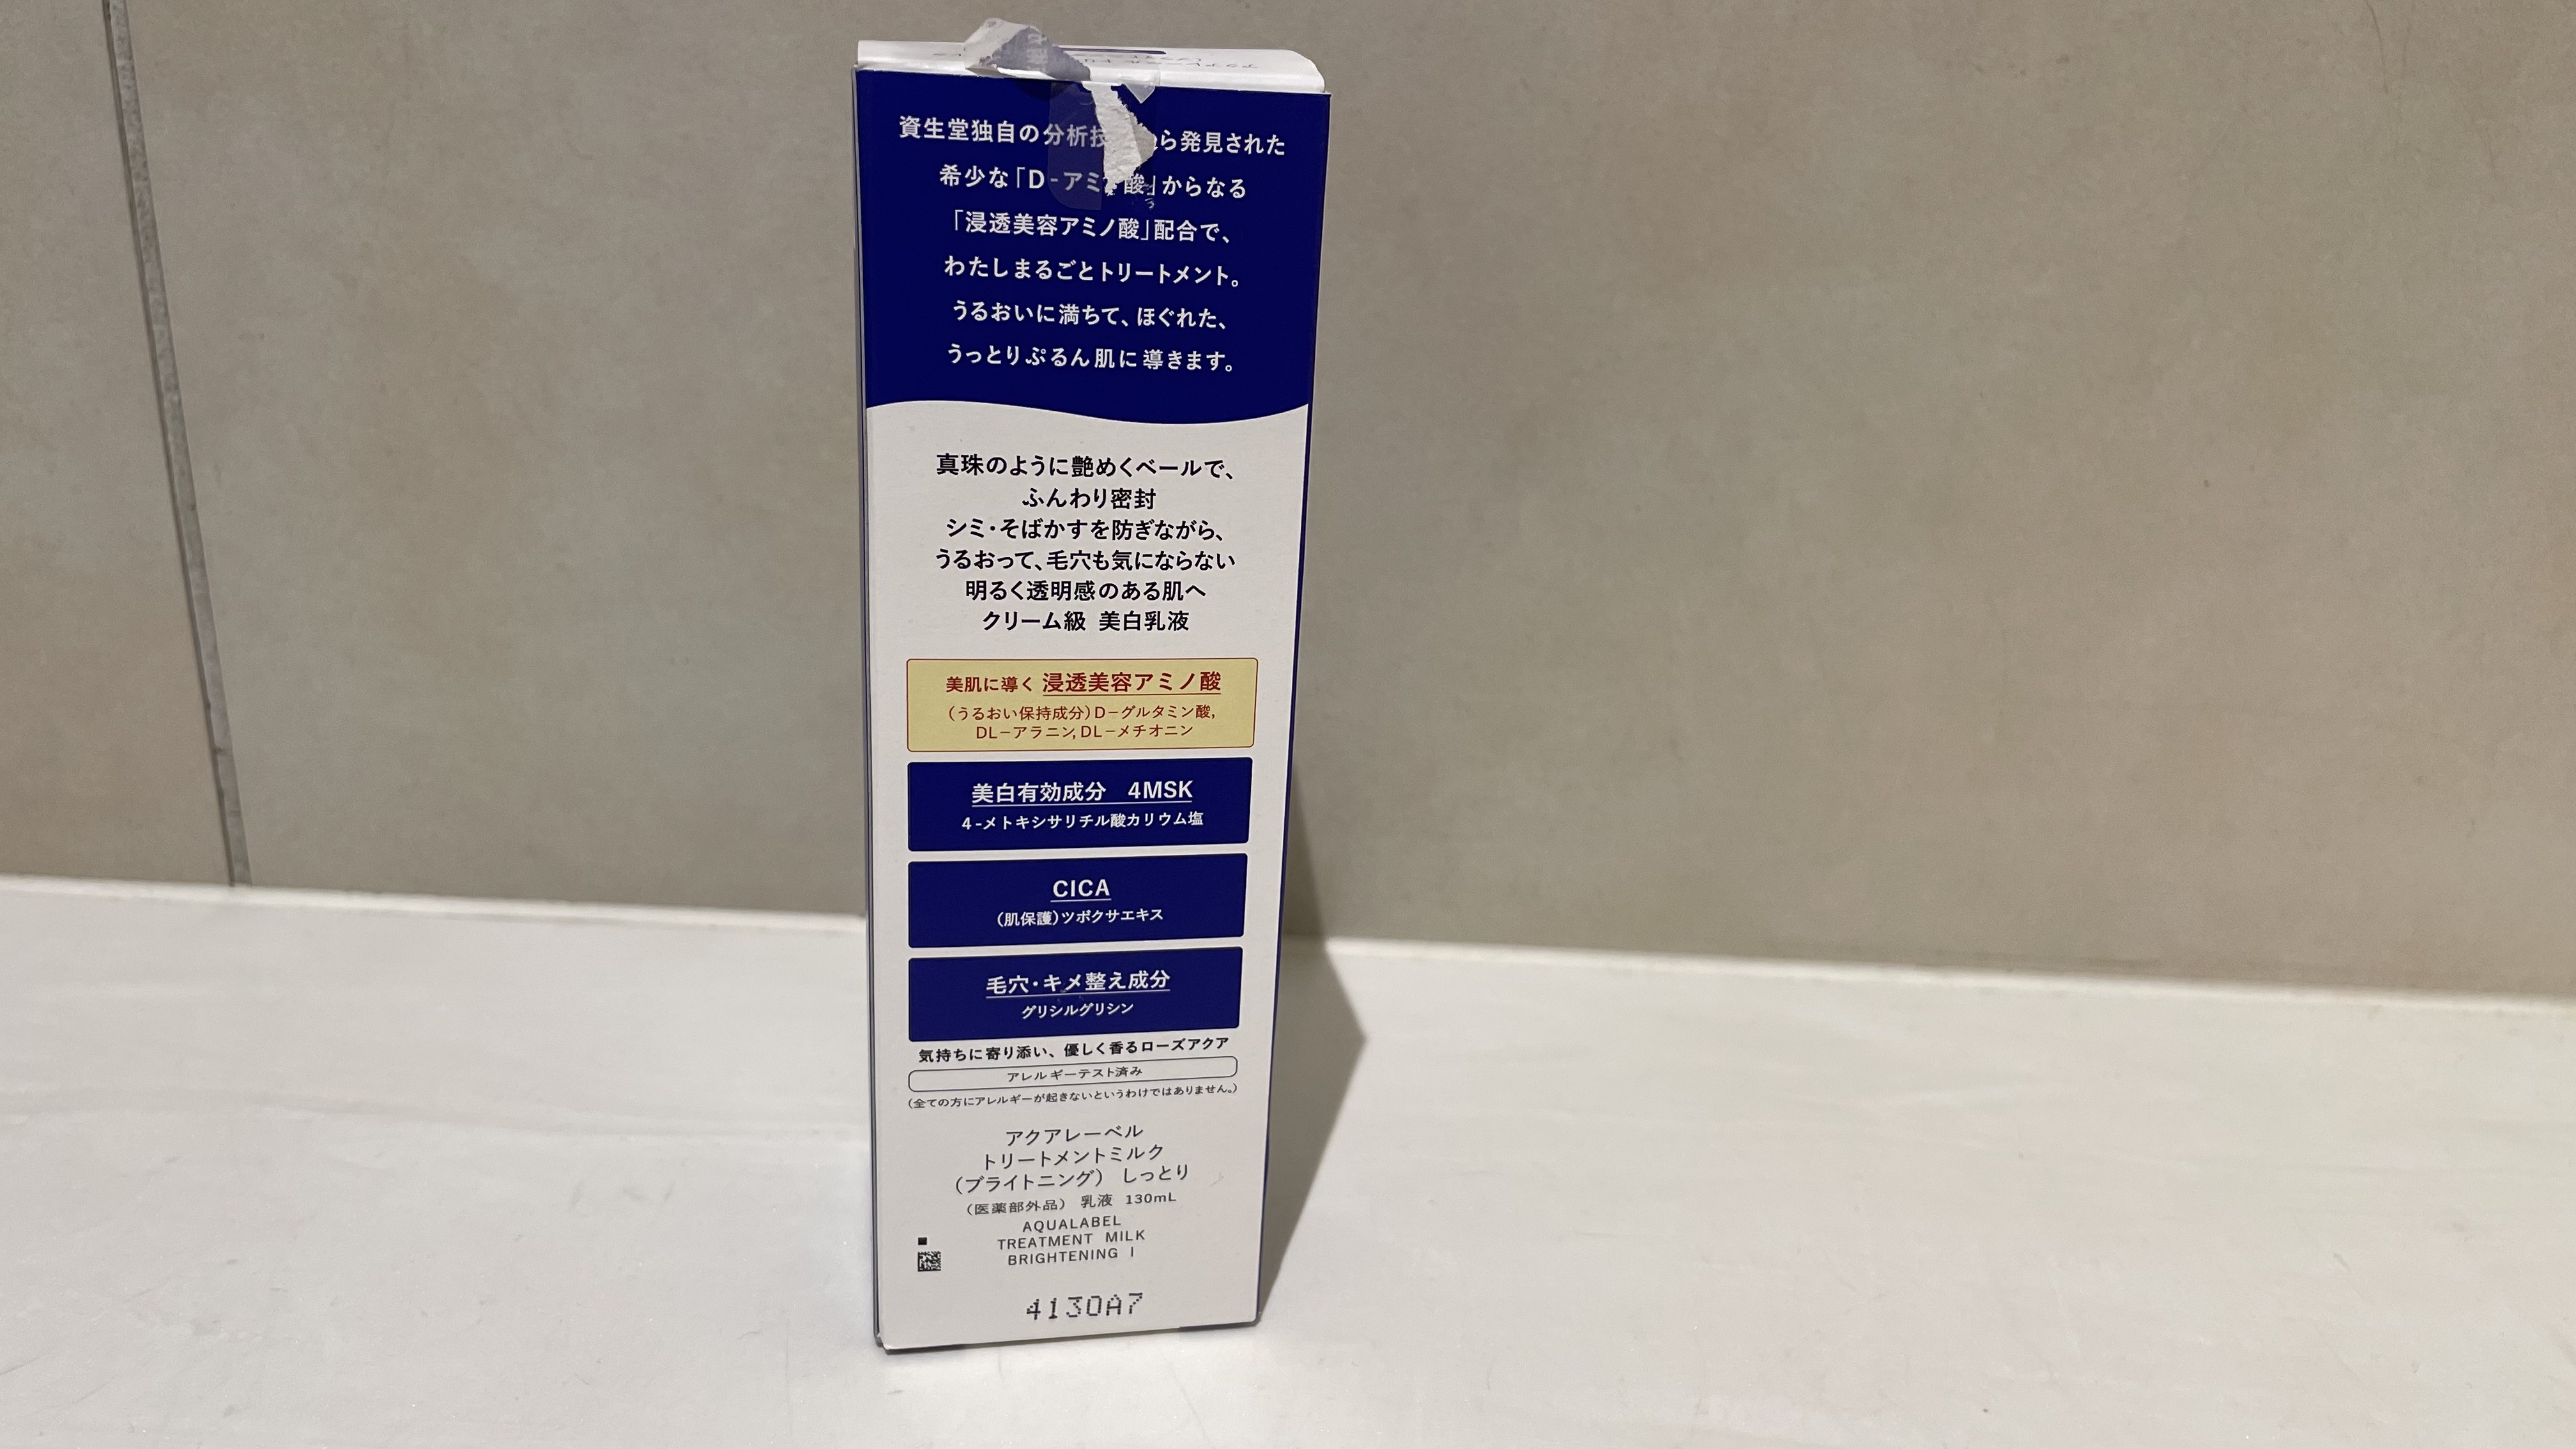 資生堂独自の分析技 ら発見された
希少な「D-アミノ酸」からなる
「浸透美容アミノ酸」配合で、
わたしまるごとトリートメント。
うるおいに満ちて、ほぐれた、
うっとりぷるん肌に導きます。
真珠のように艶めくベールで、
ふんわり密封
シミ・そばかすを防ぎながら、
うるおって、毛穴も気にならない
明るく透明感のある肌へ
クリーム級 美白乳液
美肌に導く 浸透美容アミノ酸
(うるおい保持成分)D-グルタミン酸,
DL-アラニン,DL-メチオニン
美白有効成分 4MSK
4-メトキシサリチル酸カリウム塩
CICA
(肌保護)ツボクサエキス
毛穴・キメ整え成分
グリシルグリシン
気持ちに寄り添い、優しく香るローズアクア
アレルギーテスト済み
(全ての方にアレルギーが起きないというわけではありません。)
アクアレーベル
トリートメントミルク
(ブライトニング) しっとり
(医薬部外品) 乳液 130mL
AQUALABEL
TREATMENT MILK
BRIGHTENING I
4130A7